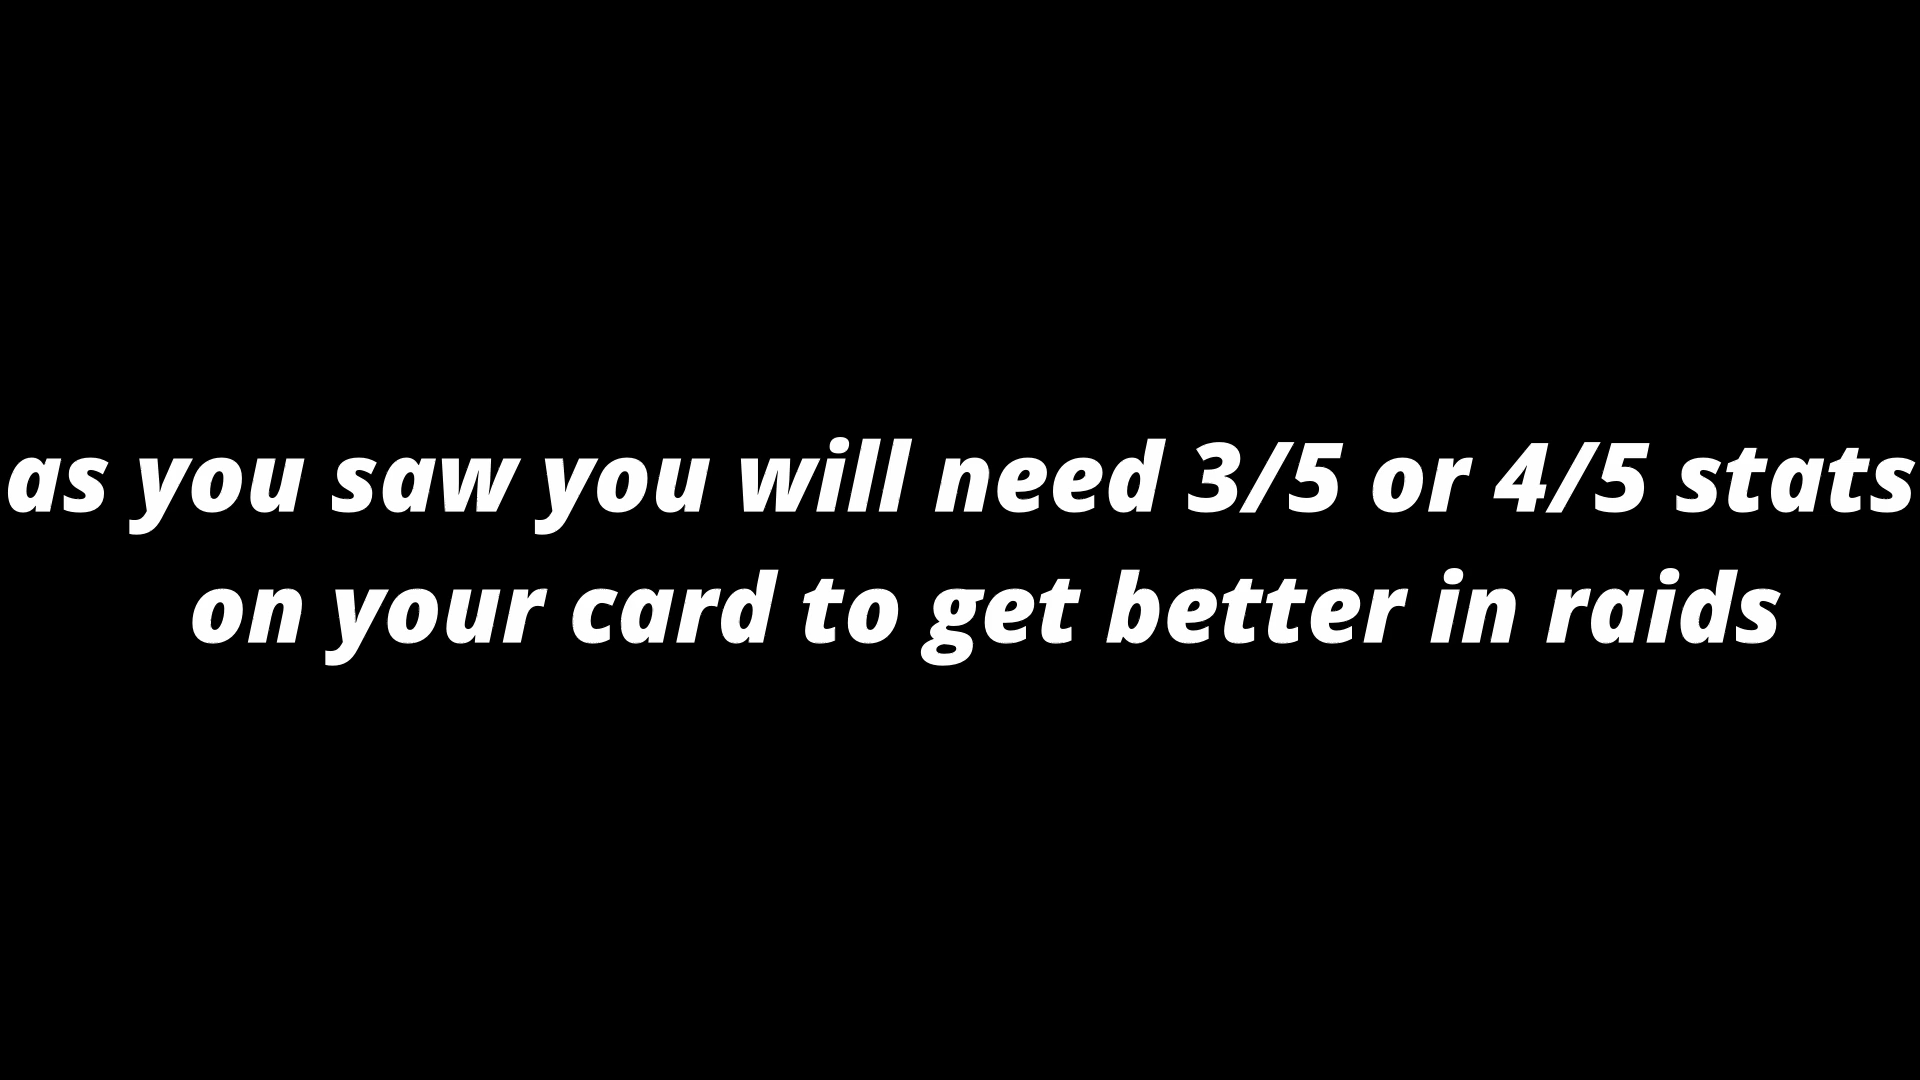 as you saw you will need 3/5 or 4/5 stats
on your card to get better in raids